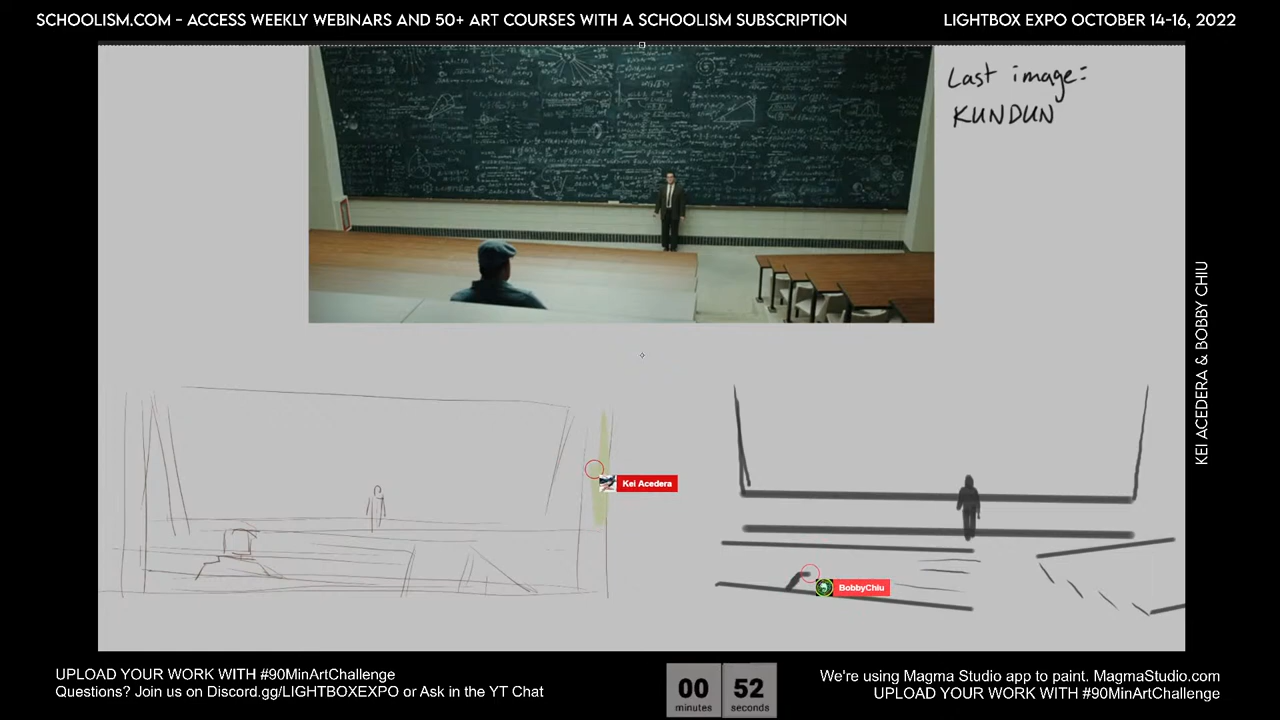 SCHOOLISM.COM – ACCESS WEEKLY WEBINARS AND 50+ ART COURSES WITH A SCHOOLISM SUBSCRIPTION
LIGHTBOX EXPO OCTOBER 14-16, 2022
Last image:
KUNDUN
KEI ACEDERA & BOBBY CHIU
Kei Acedera
BobbyChiu
UPLOAD YOUR WORK WITH #90MinArtChallenge
Questions? Join us on Discord.gg/LIGHTBOXEXPO or Ask in the YT Chat
00 52
minutes seconds
We're using Magma Studio app to paint. MagmaStudio.com
UPLOAD YOUR WORK WITH #90MinArtChallenge